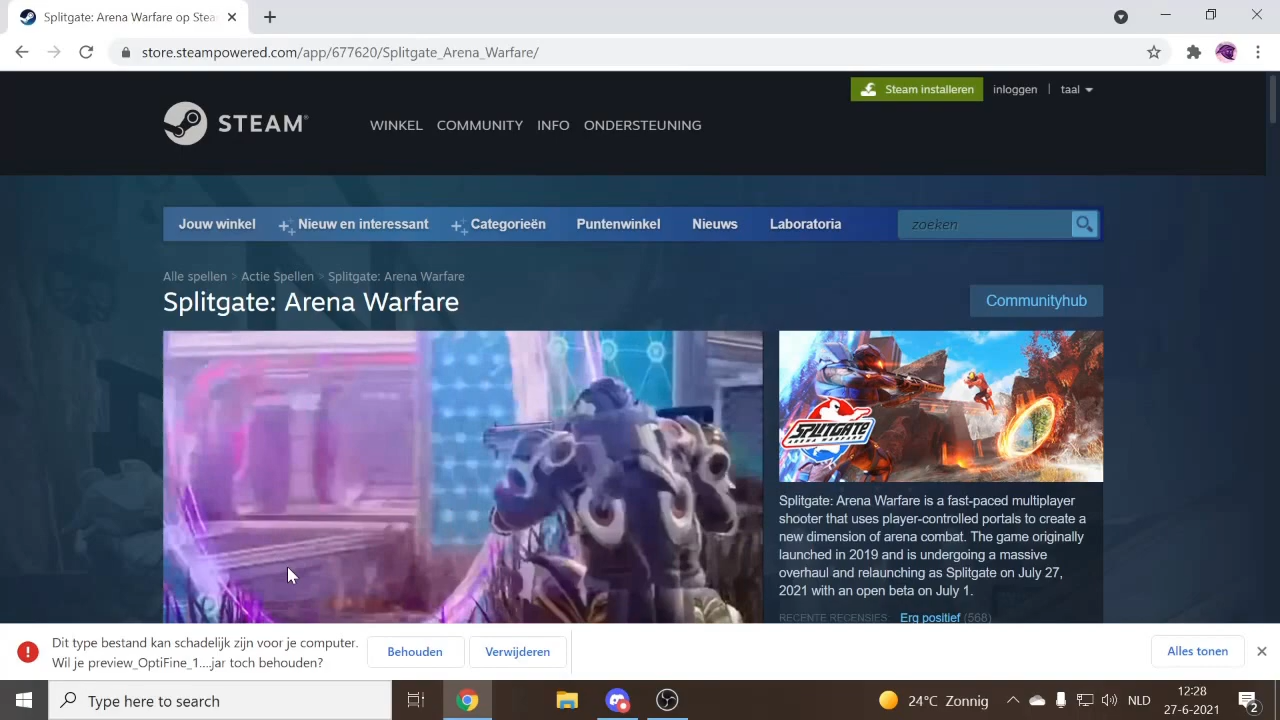 Splitgate: Arena Warfare op Stea
store.steampowered.com/app/677620/Splitgate_Arena_Warfare/
Steam installeren
inloggen
|
taal
STEAM®
WINKEL
COMMUNITY
INFO
ONDERSTEUNING
Jouw winkel
Nieuw en interessant
Categorieën
Puntenwinkel
Nieuws
Laboratoria
zoeken
Alle spellen > Actie Spellen > Splitgate: Arena Warfare
Splitgate: Arena Warfare
Communityhub
SPLITGATE
ARENA WARFARE
Splitgate: Arena Warfare is a fast-paced multiplayer
shooter that uses player-controlled portals to create a
new dimension of arena combat. The game originally
launched in 2019 and is undergoing a massive
overhaul and relaunching as Splitgate on July 27,
2021 with an open beta on July 1.
RECENTE RECENSIES: Erg positief (568)
Dit type bestand kan schadelijk zijn voor je computer.
Wil je preview_OptiFine_1....jar toch behouden?
Behouden
Verwijderen
Alles tonen
Type here to search
24°C Zonnig
NLD
12:28
27-6-2021
2